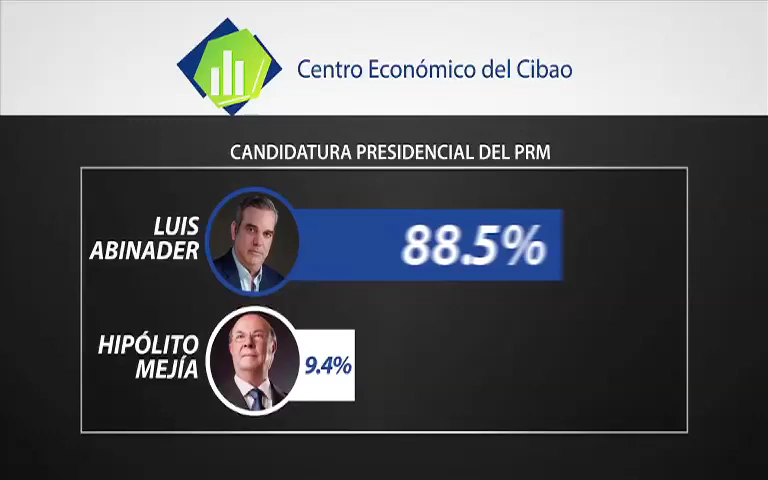 Centro Económico del Cibao
CANDIDATURA PRESIDENCIAL DEL PRM
LUIS
ABINADER
88.5%
HIPÓLITO
MEJÍA
9.4%